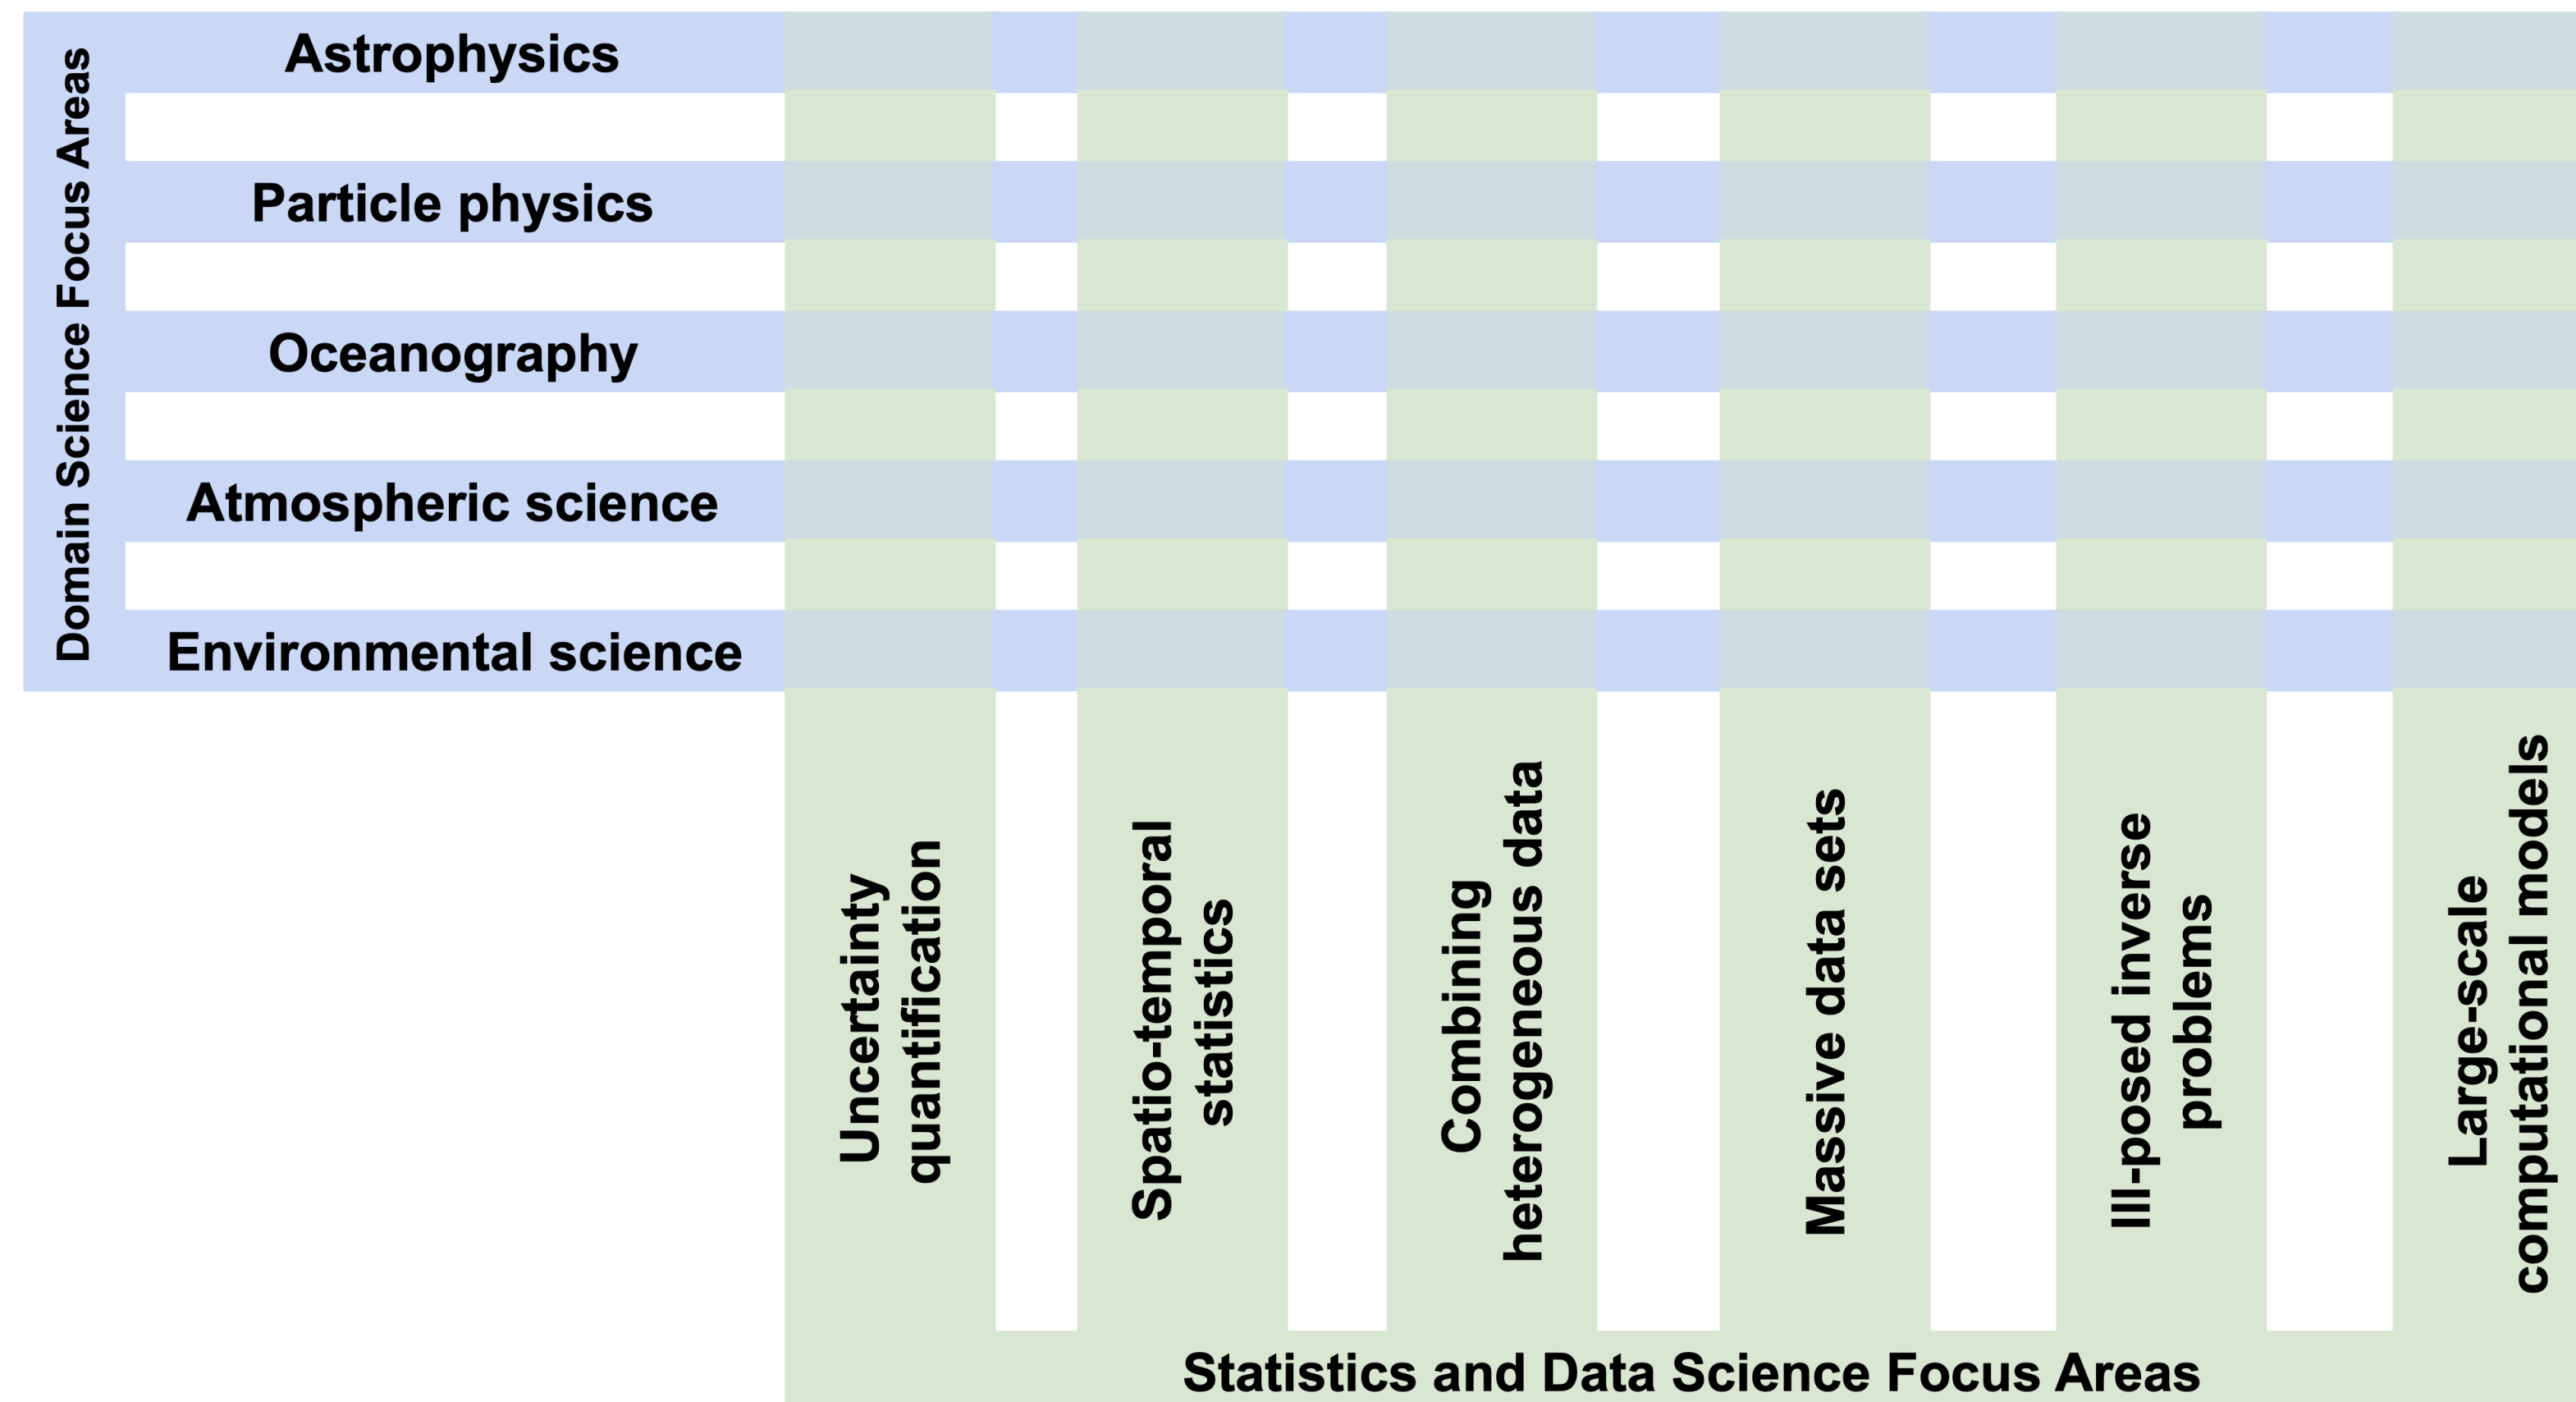 Domain Science Focus Areas
Astrophysics
Particle physics
Oceanography
Atmospheric science
Environmental science
Uncertainty
quantification
Spatio-temporal
statistics
Combining
heterogeneous data
Massive data sets
Ill-posed inverse
problems
Large-scale
computational models
Statistics and Data Science Focus Areas